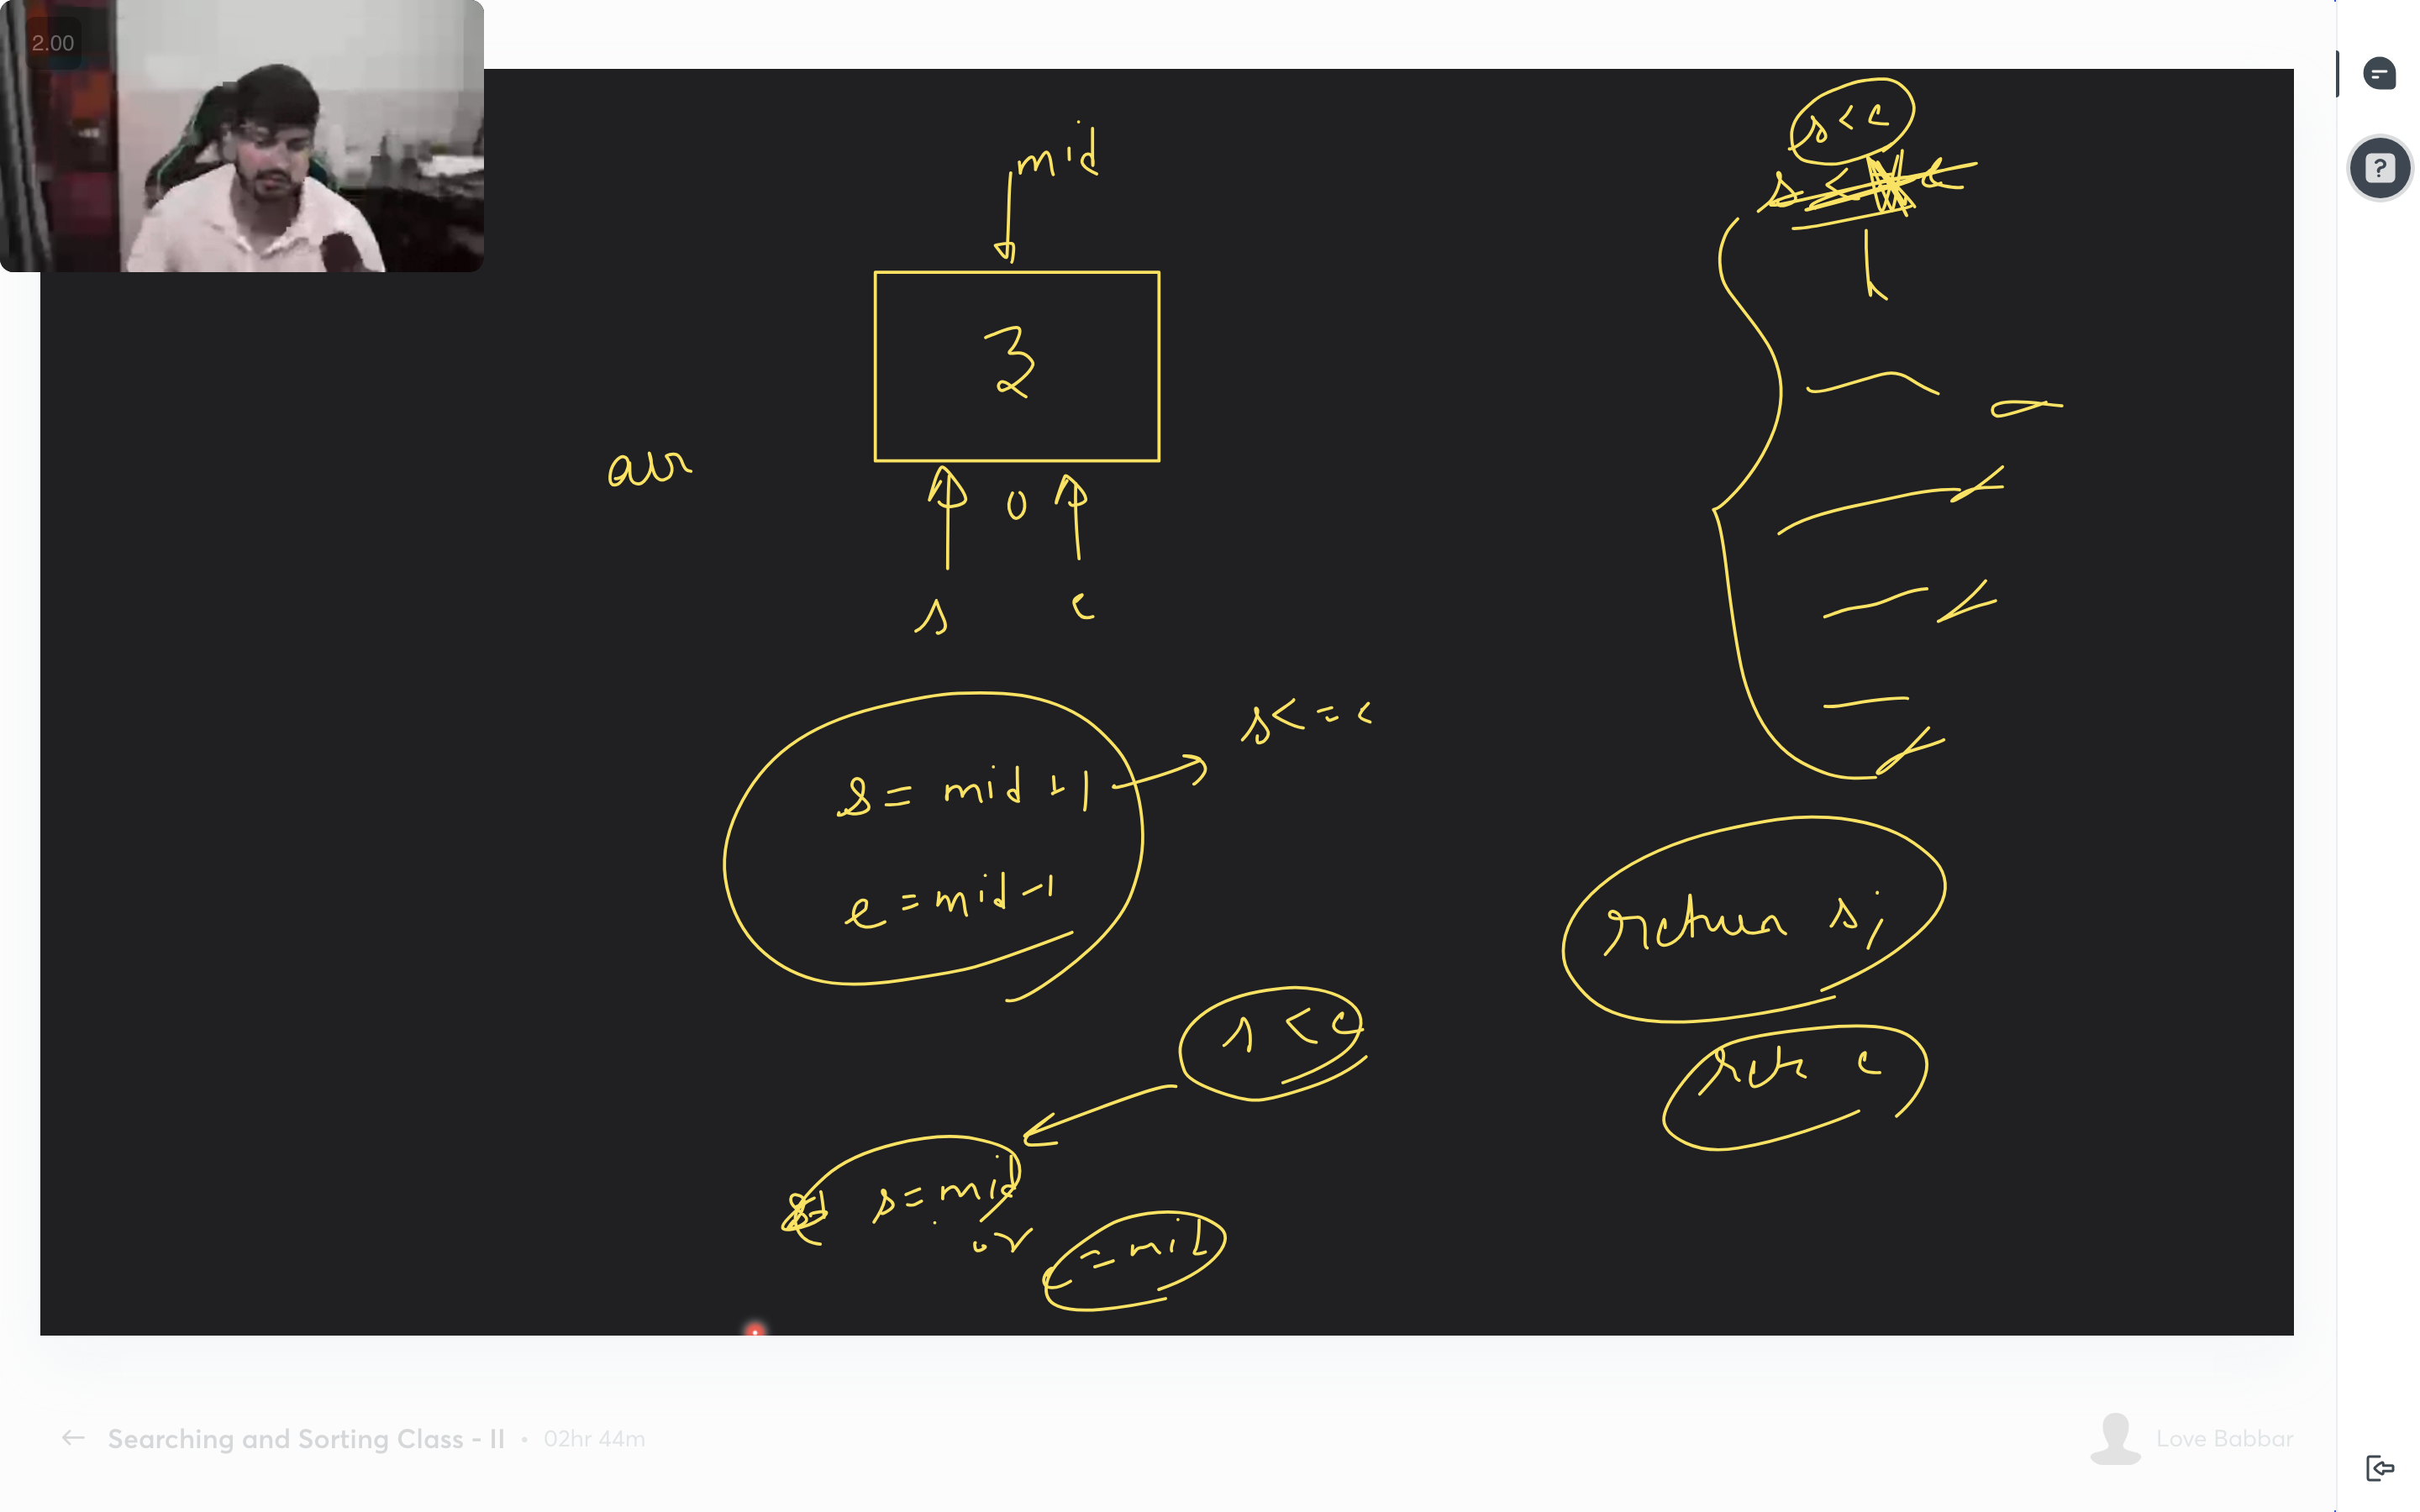 2.00
s<e
mid
3
arr
0
s e
s<=e
s= mid+1
e=mid-1
return s;
s<e
s=mid
or
e=mid
Searching and Sorting Class - II • 02hr 44m
Love Babbar